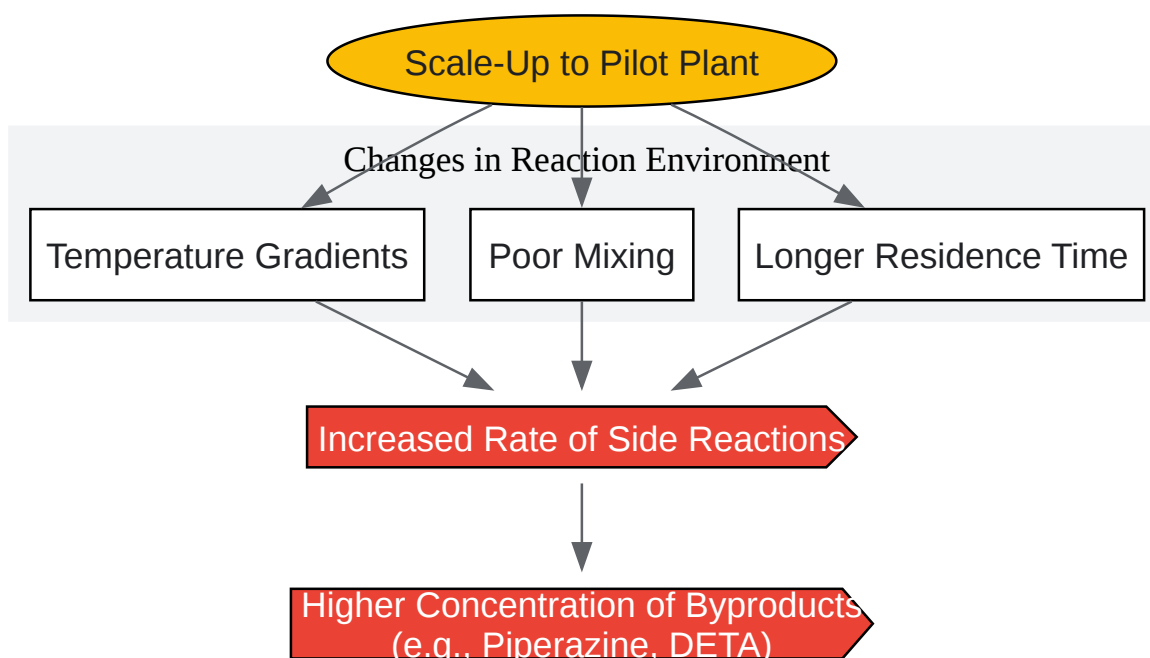 Scale-Up to Pilot Plant
Changes in Reaction Environment
Temperature Gradients
Poor Mixing
Longer Residence Time
Increased Rate of Side Reactions
Higher Concentration of Byproducts
(e.g., Piperazine, DETA)